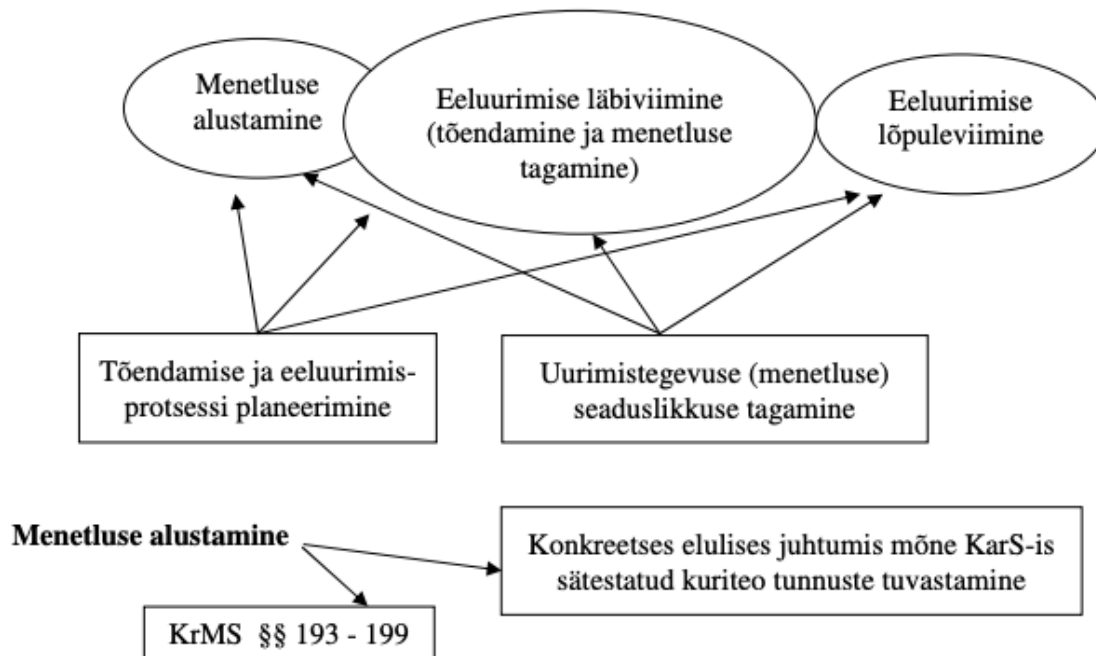 Menetluse
alustamine
Eeluurimise läbiviimine
(tõendamine ja menetluse
tagamine)
Eeluurimise
lõpuleviimine
Tõendamise ja eeluurimis-
protsessi planeerimine
Uurimistegevuse (menetluse)
seaduslikkuse tagamine
Menetluse alustamine
Konkreetses elulises juhtumis mõne KarS-is
sätestatud kuriteo tunnuste tuvastamine
KrMS §§ 193 - 199